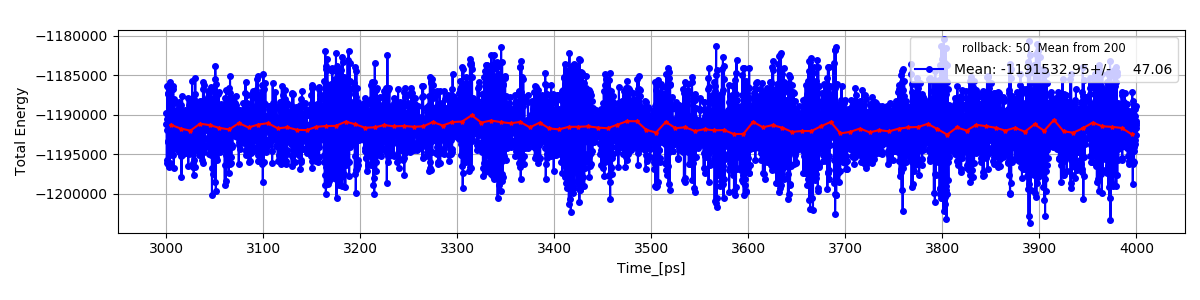 Total Energy
−1180000
−1185000
−1190000
−1195000
−1200000
rollback: 50, Mean from 200
Mean: -1191532.95+/- 47.06
3000 3100 3200 3300 3400 3500 3600 3700 3800 3900 4000
Time_[ps]